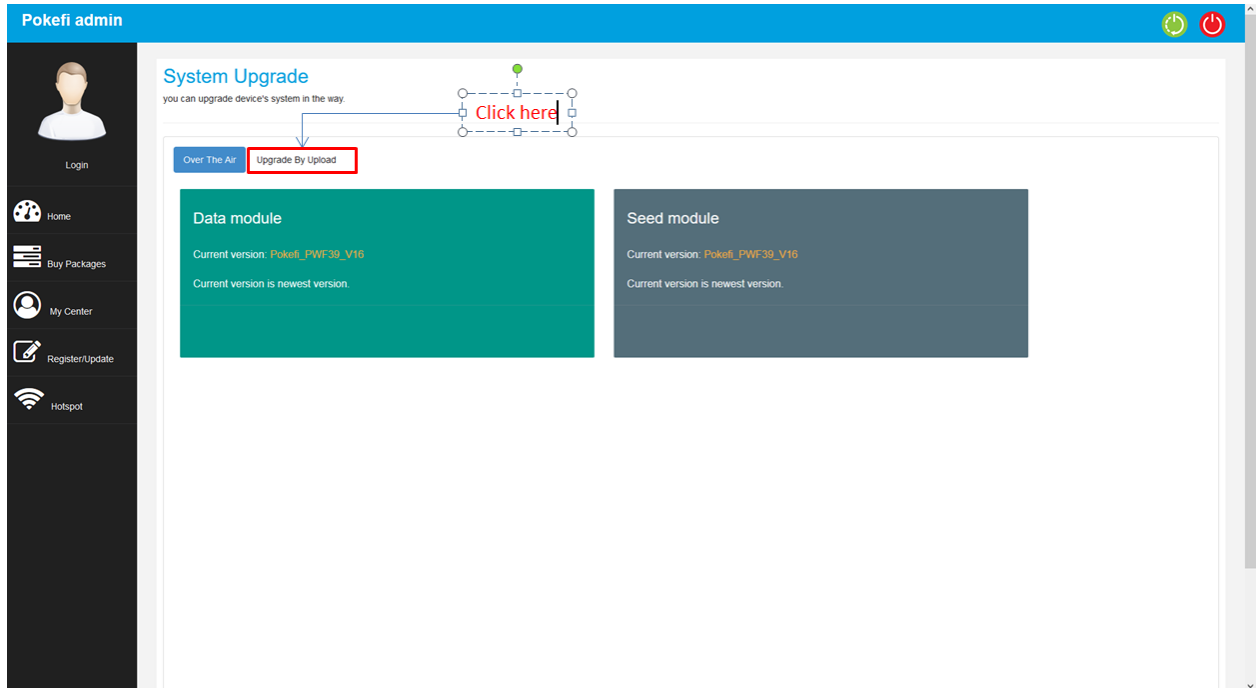 Pokefi admin
System Upgrade
you can upgrade device's system in the way.
Click here
Over The Air
Upgrade By Upload
Login
Home
Buy Packages
My Center
Register/Update
Hotspot
Data module
Current version: Pokefi_PWF39_V16
Current version is newest version.
Seed module
Current version: Pokefi_PWF39_V16
Current version is newest version.